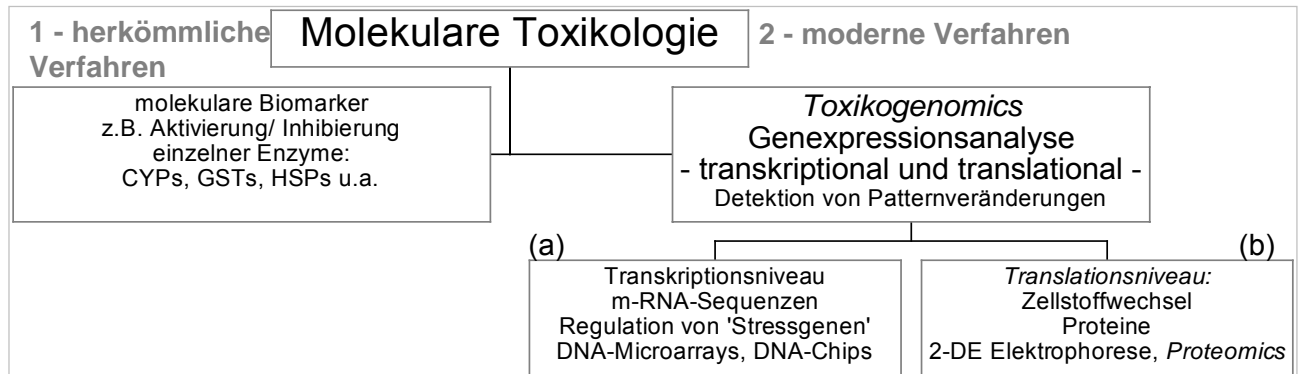 1 - herkömmliche
Verfahren
Molekulare Toxikologie
2 - moderne Verfahren
molekulare Biomarker
z.B. Aktivierung/ Inhibierung
einzelner Enzyme:
CYPs, GSTs, HSPs u.a.
Toxikogenomics
Genexpressionsanalyse
- transkriptional und translational -
Detektion von Patternveränderungen
(a)
Transkriptionsniveau
m-RNA-Sequenzen
Regulation von 'Stressgenen'
DNA-Microarrays, DNA-Chips
(b)
Translationsniveau:
Zellstoffwechsel
Proteine
2-DE Elektrophorese, Proteomics